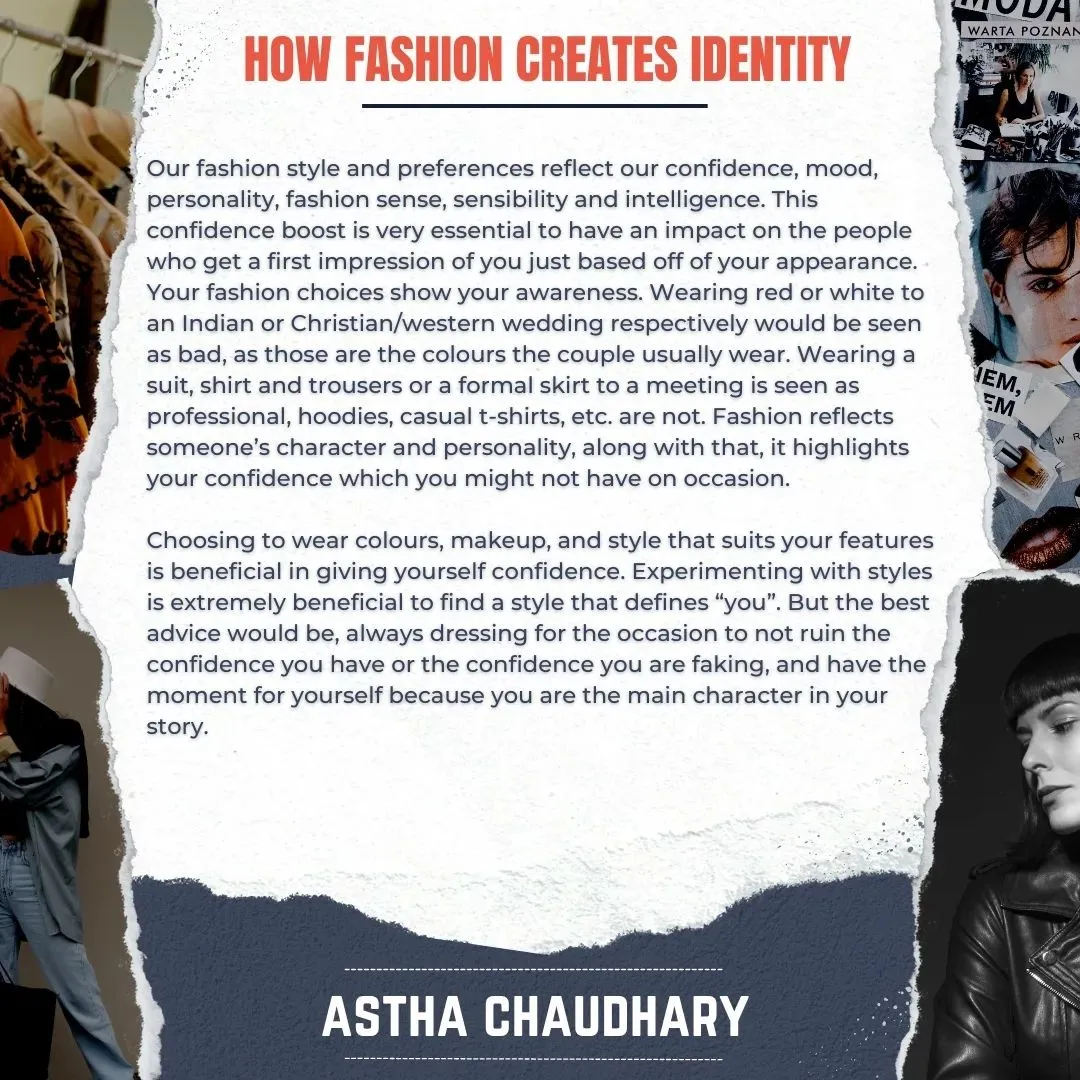 MODA
WARTA POZNAN
HOW FASHION CREATES IDENTITY
Our fashion style and preferences reflect our confidence, mood,
personality, fashion sense, sensibility and intelligence. This
confidence boost is very essential to have an impact on the people
who get a first impression of you just based off of your appearance.
Your fashion choices show your awareness. Wearing red or white to
an Indian or Christian/western wedding respectively would be seen
as bad, as those are the colours the couple usually wear. Wearing a
suit, shirt and trousers or a formal skirt to a meeting is seen as
professional, hoodies, casual t-shirts, etc. are not. Fashion reflects
someone’s character and personality, along with that, it highlights
your confidence which you might not have on occasion.
Choosing to wear colours, makeup, and style that suits your features
is beneficial in giving yourself confidence. Experimenting with styles
is extremely beneficial to find a style that defines “you”. But the best
advice would be, always dressing for the occasion to not ruin the
confidence you have or the confidence you are faking, and have the
moment for yourself because you are the main character in your
story.
ASTHA CHAUDHARY